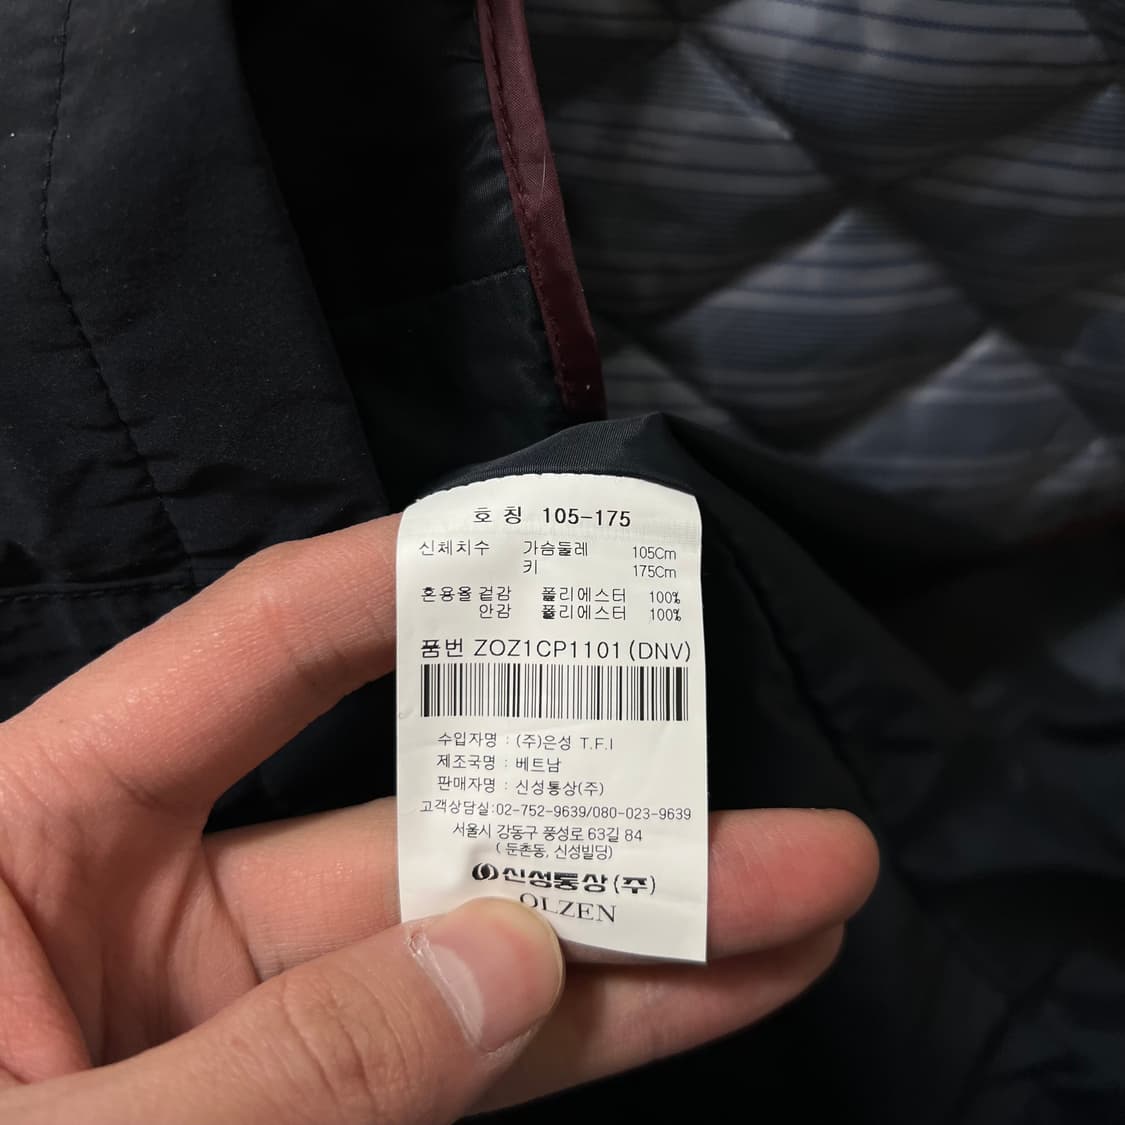 호 칭 105-175
신체치수 가슴둘레 105Cm
키 175Cm
혼용율 겉감 폴리에스터 100%
안감 폴리에스터 100%
품번 ZOZ1CP1101(DNV)
수입자명 : (주)은성 T.F.I
제조국명 : 베트남
판매자명 : 신성통상(주)
고객상담실:02-752-9639/080-023-9639
서울시 강동구 풍성로 63길 84
( 둔촌동, 신성빌딩)
신성통상(주)
OLZEN